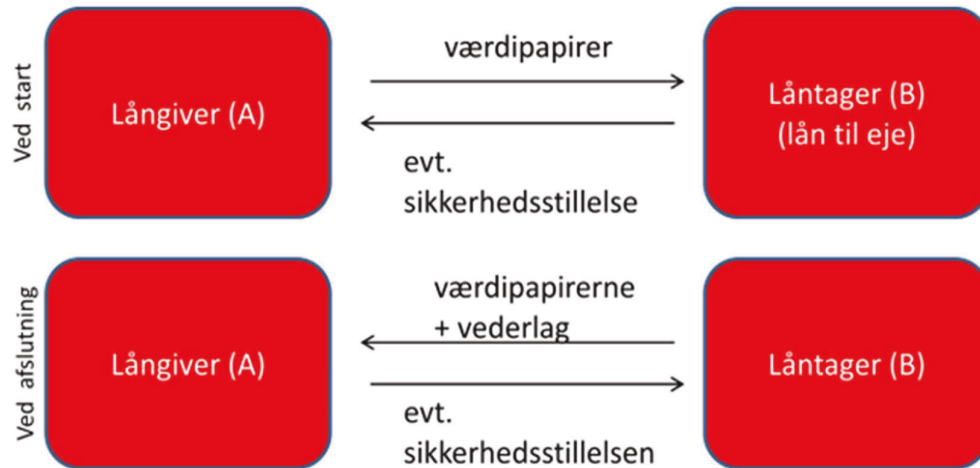 Ved start
Långiver (A)
værdipapirer
evt.
sikkerhedsstillelse
Låntager (B)
(lån til eje)
Ved afslutning
Långiver (A)
værdipapirerne
+ vederlag
evt.
sikkerhedsstillelsen
Låntager (B)